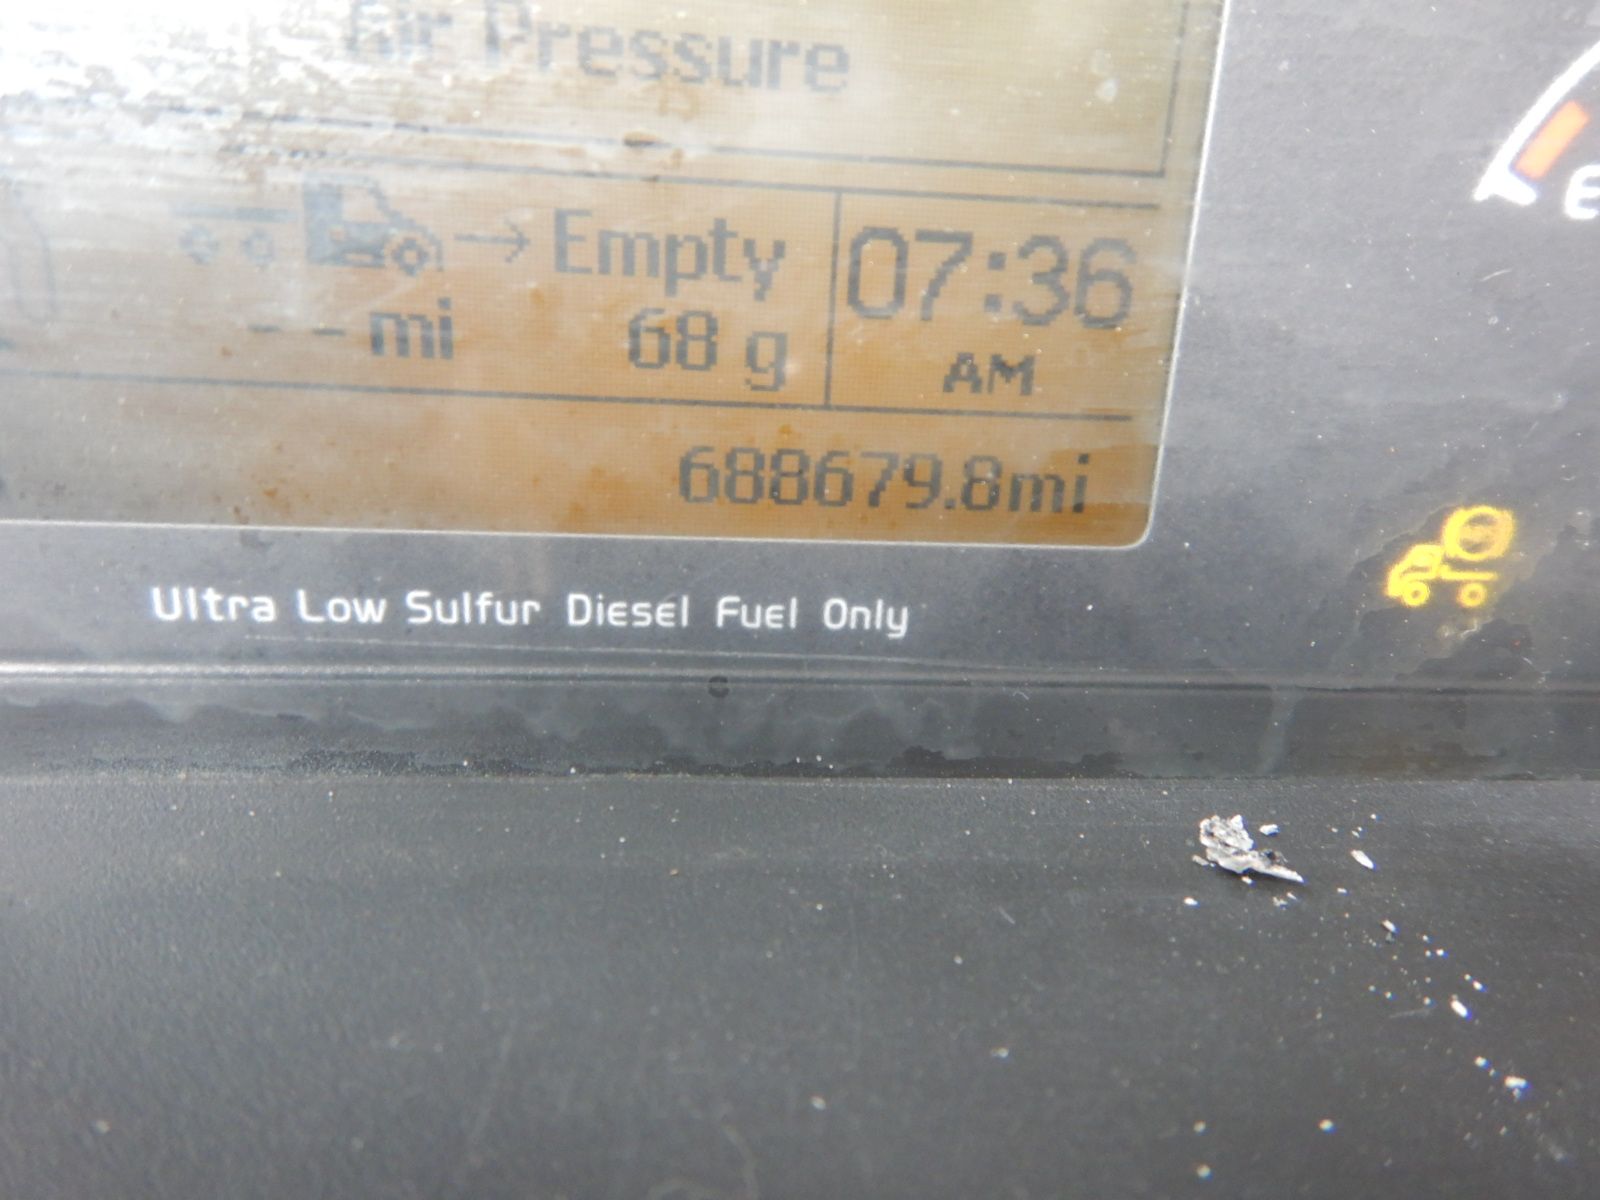 Air Pressure
→ Empty
07:36
-- mi 68 g
AM
688679.8mi
Ultra Low Sulfur Diesel Fuel Only
E